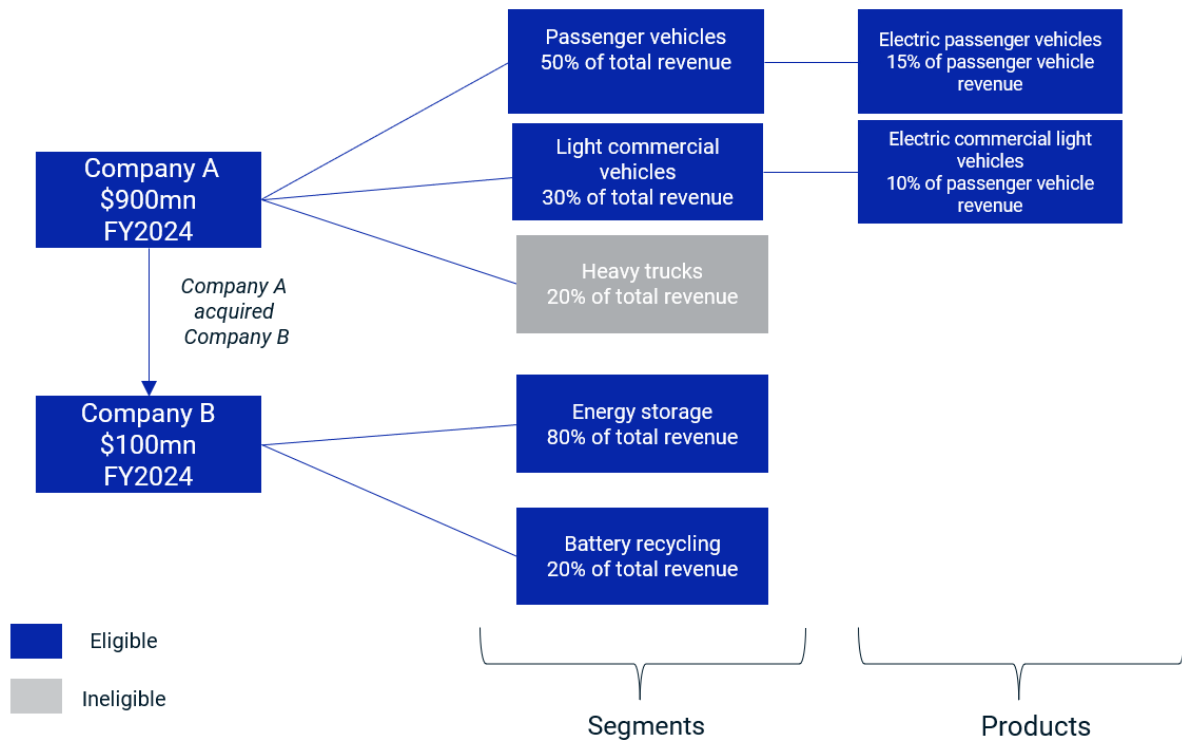 Company A
$900mn
FY2024
Company A
acquired
Company B
Company B
$100mn
FY2024
Passenger vehicles
50% of total revenue
Light commercial
vehicles
30% of total revenue
Heavy trucks
20% of total revenue
Energy storage
80% of total revenue
Battery recycling
20% of total revenue
Electric passenger vehicles
15% of passenger vehicle
revenue
Electric commercial light
vehicles
10% of passenger vehicle
revenue
Eligible
Ineligible
Segments
Products